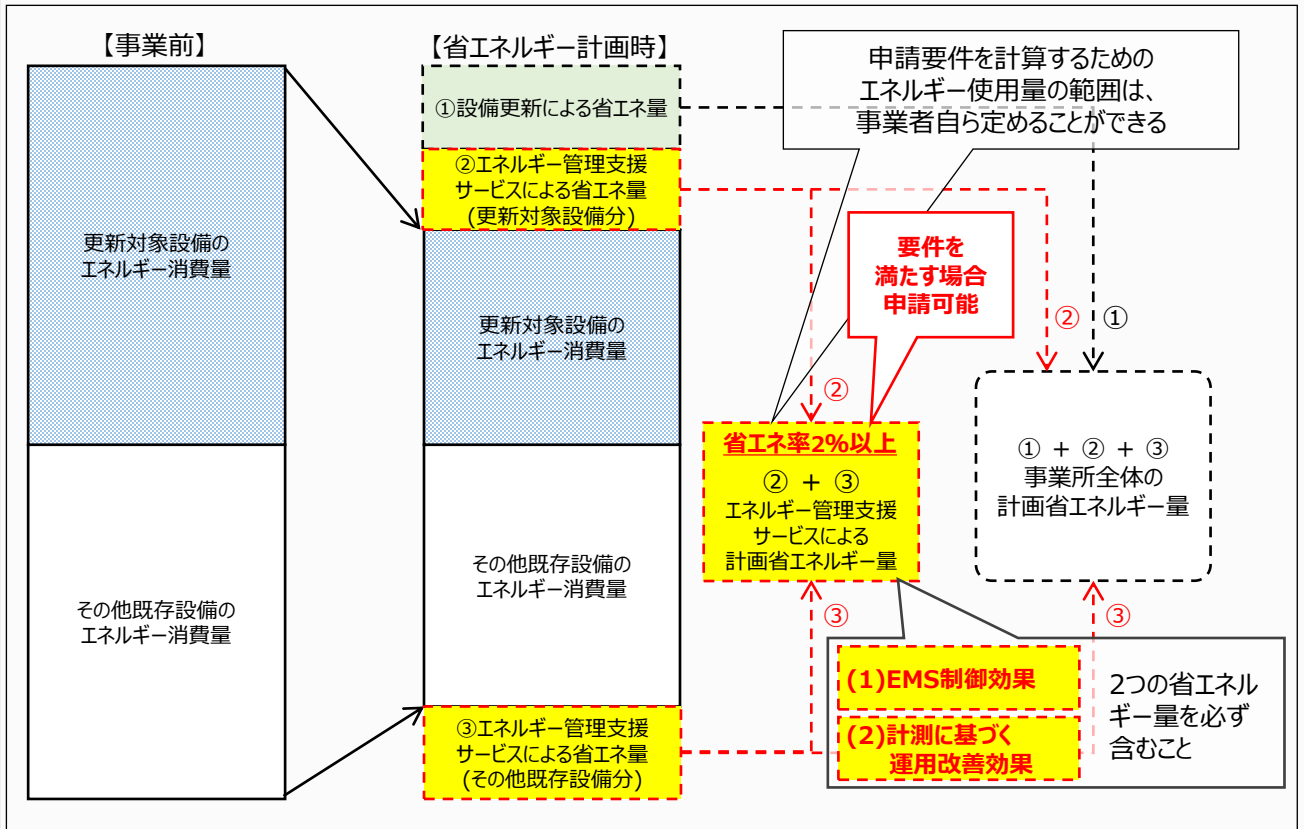 【事業前】
更新対象設備の
エネルギー消費量
その他既存設備の
エネルギー消費量
【省エネルギー計画時】
①設備更新による省エネ量
②エネルギー管理支援
サービスによる省エネ量
(更新対象設備分)
更新対象設備の
エネルギー消費量
その他既存設備の
エネルギー消費量
③エネルギー管理支援
サービスによる省エネ量
(その他既存設備分)
申請要件を計算するための
エネルギー使用量の範囲は、
事業者自ら定めることができる
要件を
満たす場合
申請可能
②
①
②
省エネ率2%以上
② + ③
エネルギー管理支援
サービスによる
計画省エネルギー量
① + ② + ③
事業所全体の
計画省エネルギー量
③
③
(1)EMS制御効果
(2)計測に基づく
運用改善効果
2つの省エネル
ギー量を必ず
含むこと